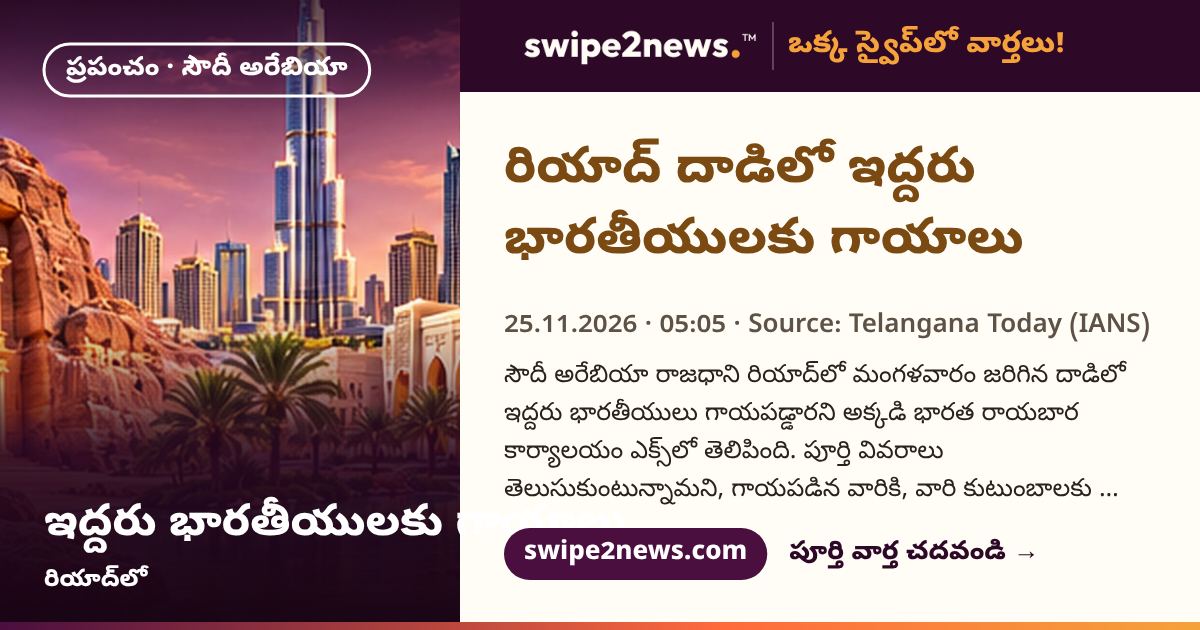 ప్రపంచం · సౌదీ అరేబియా
swipe2news.™
ఒక్క స్వైప్‌లో వార్తలు!
రియాద్ దాడిలో ఇద్దరు
భారతీయులకు గాయాలు
25.11.2026 · 05:05 · Source: Telangana Today (IANS)
సౌదీ అరేబియా రాజధాని రియాద్‌లో మంగళవారం జరిగిన దాడిలో
ఇద్దరు భారతీయులు గాయపడ్డారని అక్కడి భారత రాయబార
కార్యాలయం ఎక్స్‌లో తెలిపింది. పూర్తి వివరాలు
తెలుసుకుంటున్నామని, గాయపడిన వారికి, వారి కుటుంబాలకు ...
ఇద్దరు భారతీయులకు
రియాద్‌లో
swipe2news.com
పూర్తి వార్త చదవండి →